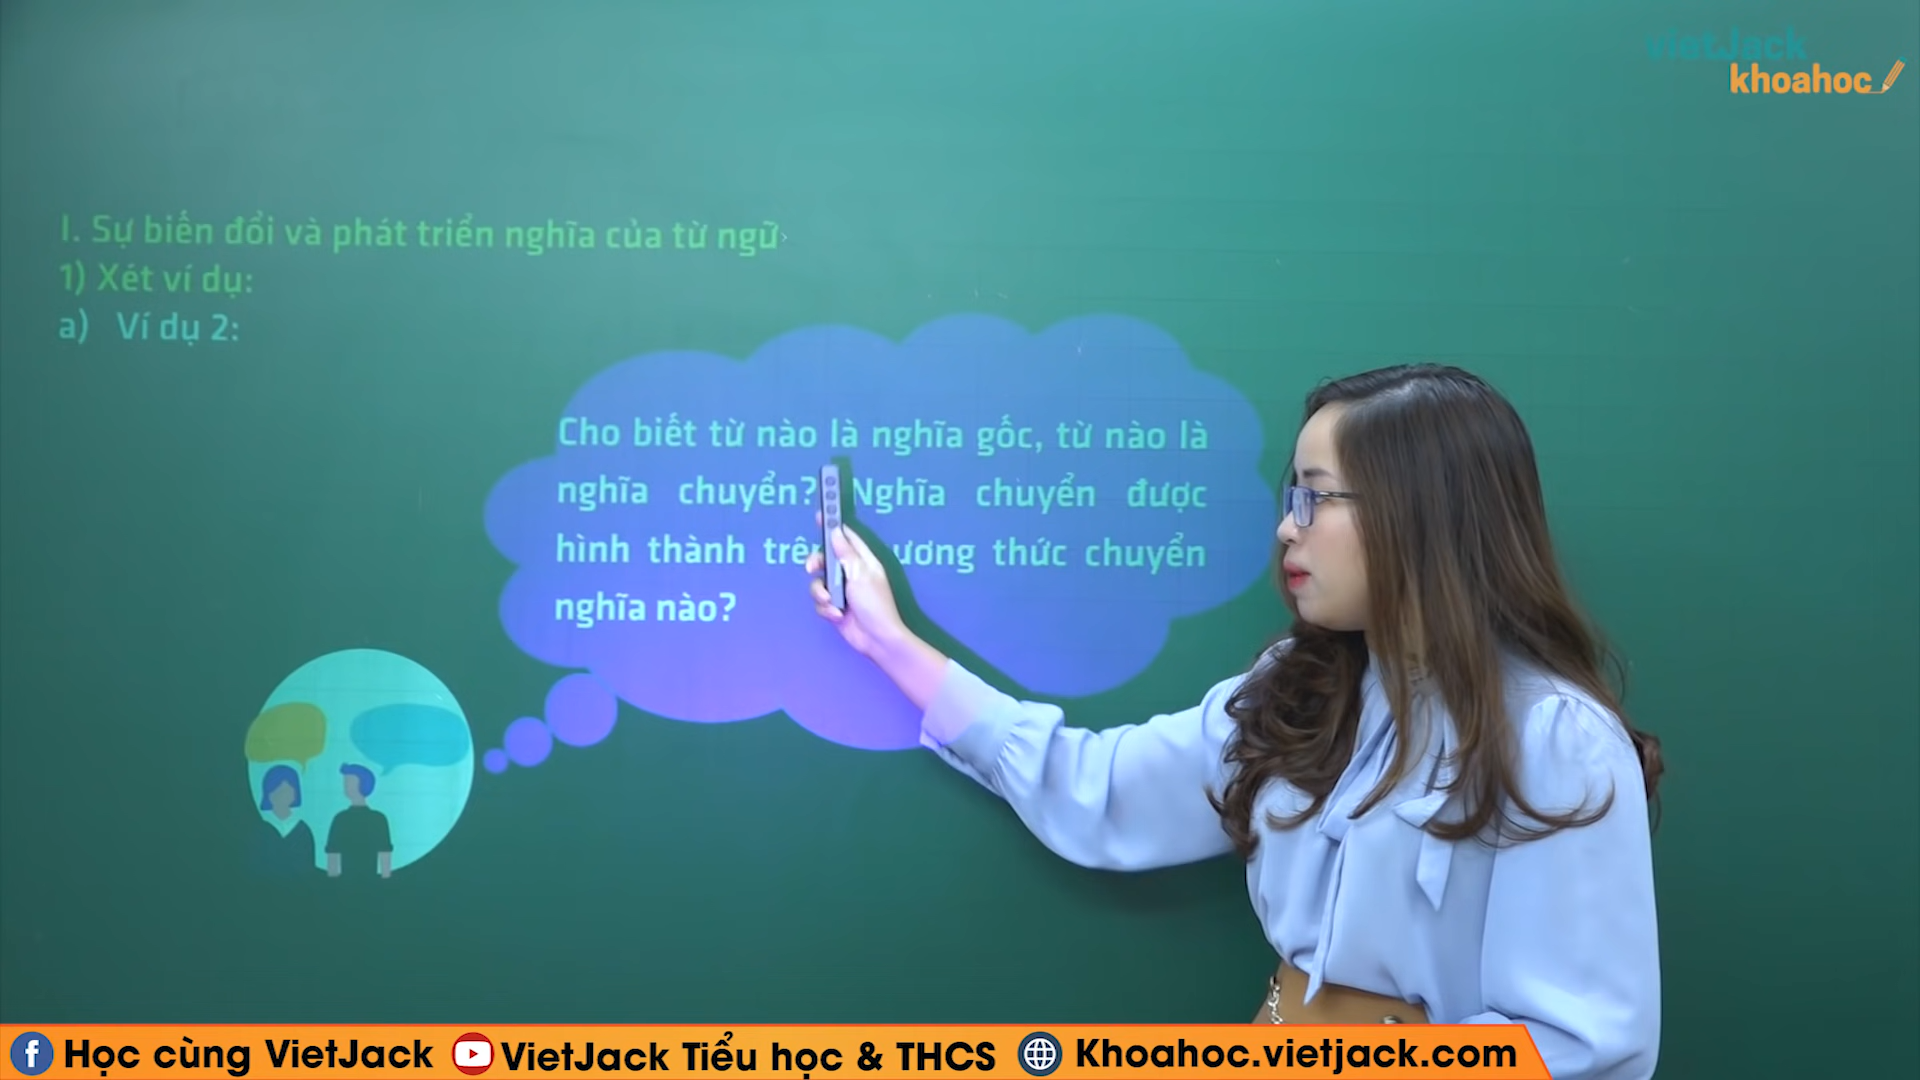 vietJack
khoahoc
I. Sự biến đổi và phát triển nghĩa của từ ngữ
1) Xét ví dụ:
a) Ví dụ 2:
Cho biết từ nào là nghĩa gốc, từ nào là
nghĩa chuyển? Nghĩa chuyển được
hình thành thức chuyển
nghĩa nào?
Học cùng VietJack VietJack Tiểu học & THCS Khoahoc.vietjack.com